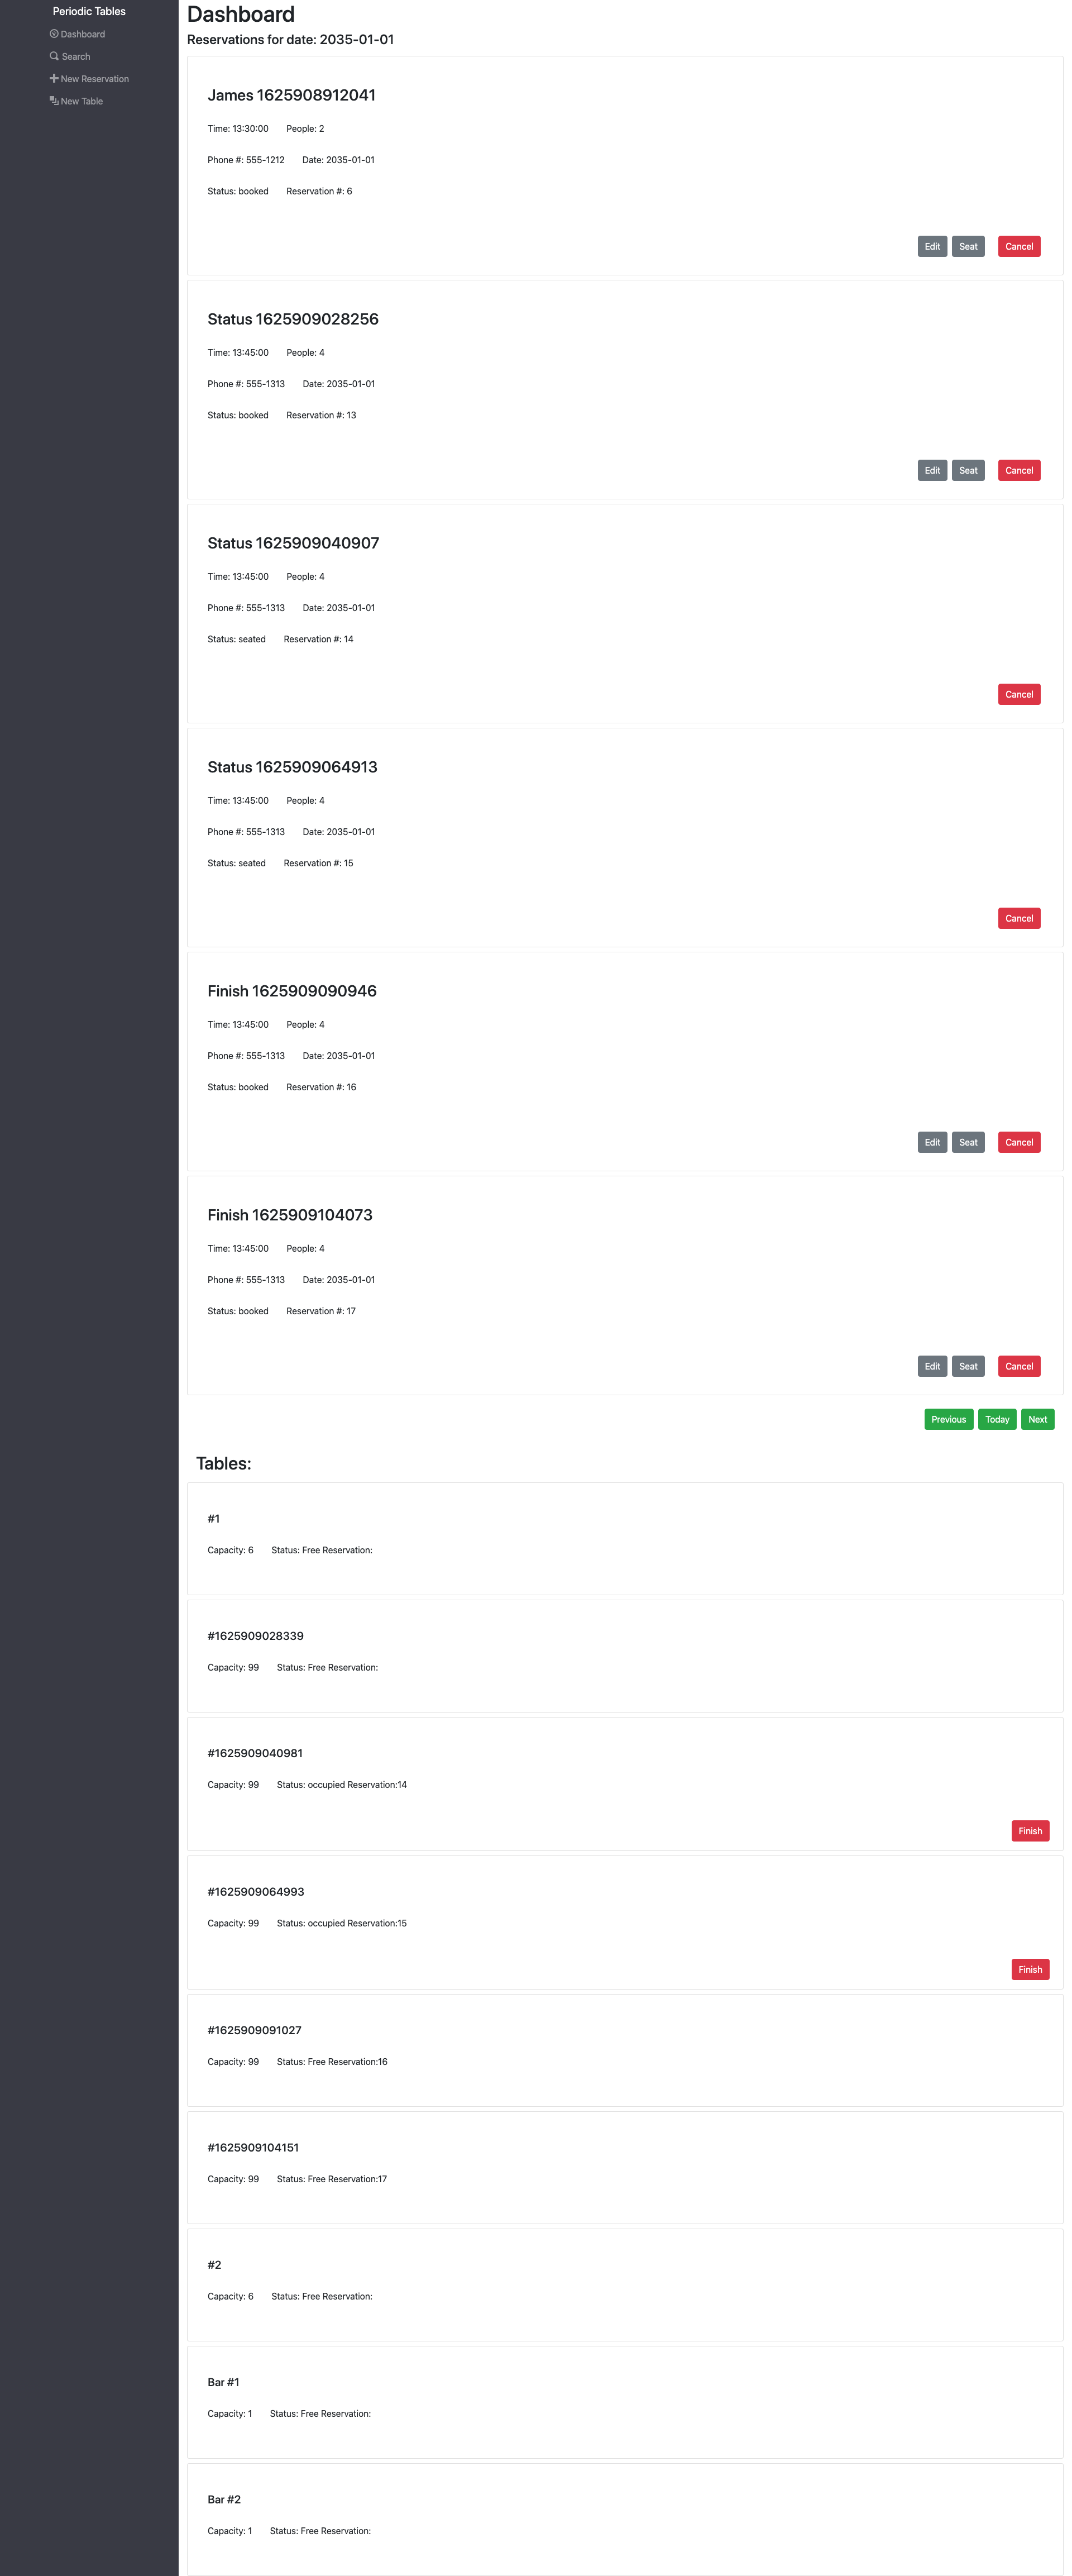 Periodic Tables
Dashboard
Search
New Reservation
New Table
Dashboard
Reservations for date: 2035-01-01
James 1625908912041
Time: 13:30:00 People: 2
Phone #: 555-1212 Date: 2035-01-01
Status: booked Reservation #: 6
Edit Seat Cancel
Status 1625909028256
Time: 13:45:00 People: 4
Phone #: 555-1313 Date: 2035-01-01
Status: booked Reservation #: 13
Edit Seat Cancel
Status 1625909040907
Time: 13:45:00 People: 4
Phone #: 555-1313 Date: 2035-01-01
Status: seated Reservation #: 14
Cancel
Status 1625909064913
Time: 13:45:00 People: 4
Phone #: 555-1313 Date: 2035-01-01
Status: seated Reservation #: 15
Cancel
Finish 1625909090946
Time: 13:45:00 People: 4
Phone #: 555-1313 Date: 2035-01-01
Status: booked Reservation #: 16
Edit Seat Cancel
Finish 1625909104073
Time: 13:45:00 People: 4
Phone #: 555-1313 Date: 2035-01-01
Status: booked Reservation #: 17
Edit Seat Cancel
Previous Today Next
Tables:
#1
Capacity: 6 Status: Free Reservation:
#1625909028339
Capacity: 99 Status: Free Reservation:
#1625909040981
Capacity: 99 Status: occupied Reservation:14
Finish
#1625909064993
Capacity: 99 Status: occupied Reservation:15
Finish
#1625909091027
Capacity: 99 Status: Free Reservation:16
#1625909104151
Capacity: 99 Status: Free Reservation:17
#2
Capacity: 6 Status: Free Reservation:
Bar #1
Capacity: 1 Status: Free Reservation:
Bar #2
Capacity: 1 Status: Free Reservation: